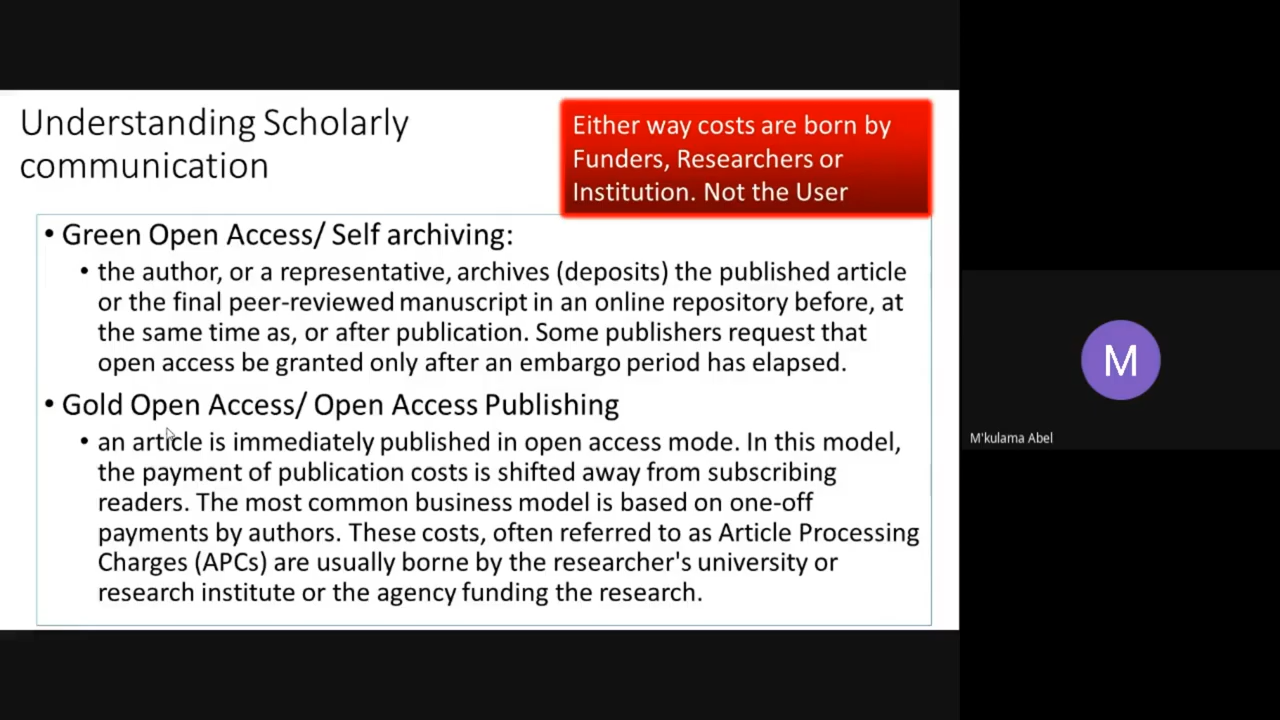 Understanding Scholarly
communication
Either way costs are born by
Funders, Researchers or
Institution. Not the User
• Green Open Access/ Self archiving:
• the author, or a representative, archives (deposits) the published article
or the final peer-reviewed manuscript in an online repository before, at
the same time as, or after publication. Some publishers request that
open access be granted only after an embargo period has elapsed.
• Gold Open Access/ Open Access Publishing
• an article is immediately published in open access mode. In this model,
the payment of publication costs is shifted away from subscribing
readers. The most common business model is based on one-off
payments by authors. These costs, often referred to as Article Processing
Charges (APCs) are usually borne by the researcher's university or
research institute or the agency funding the research.
M
M'kulama Abel